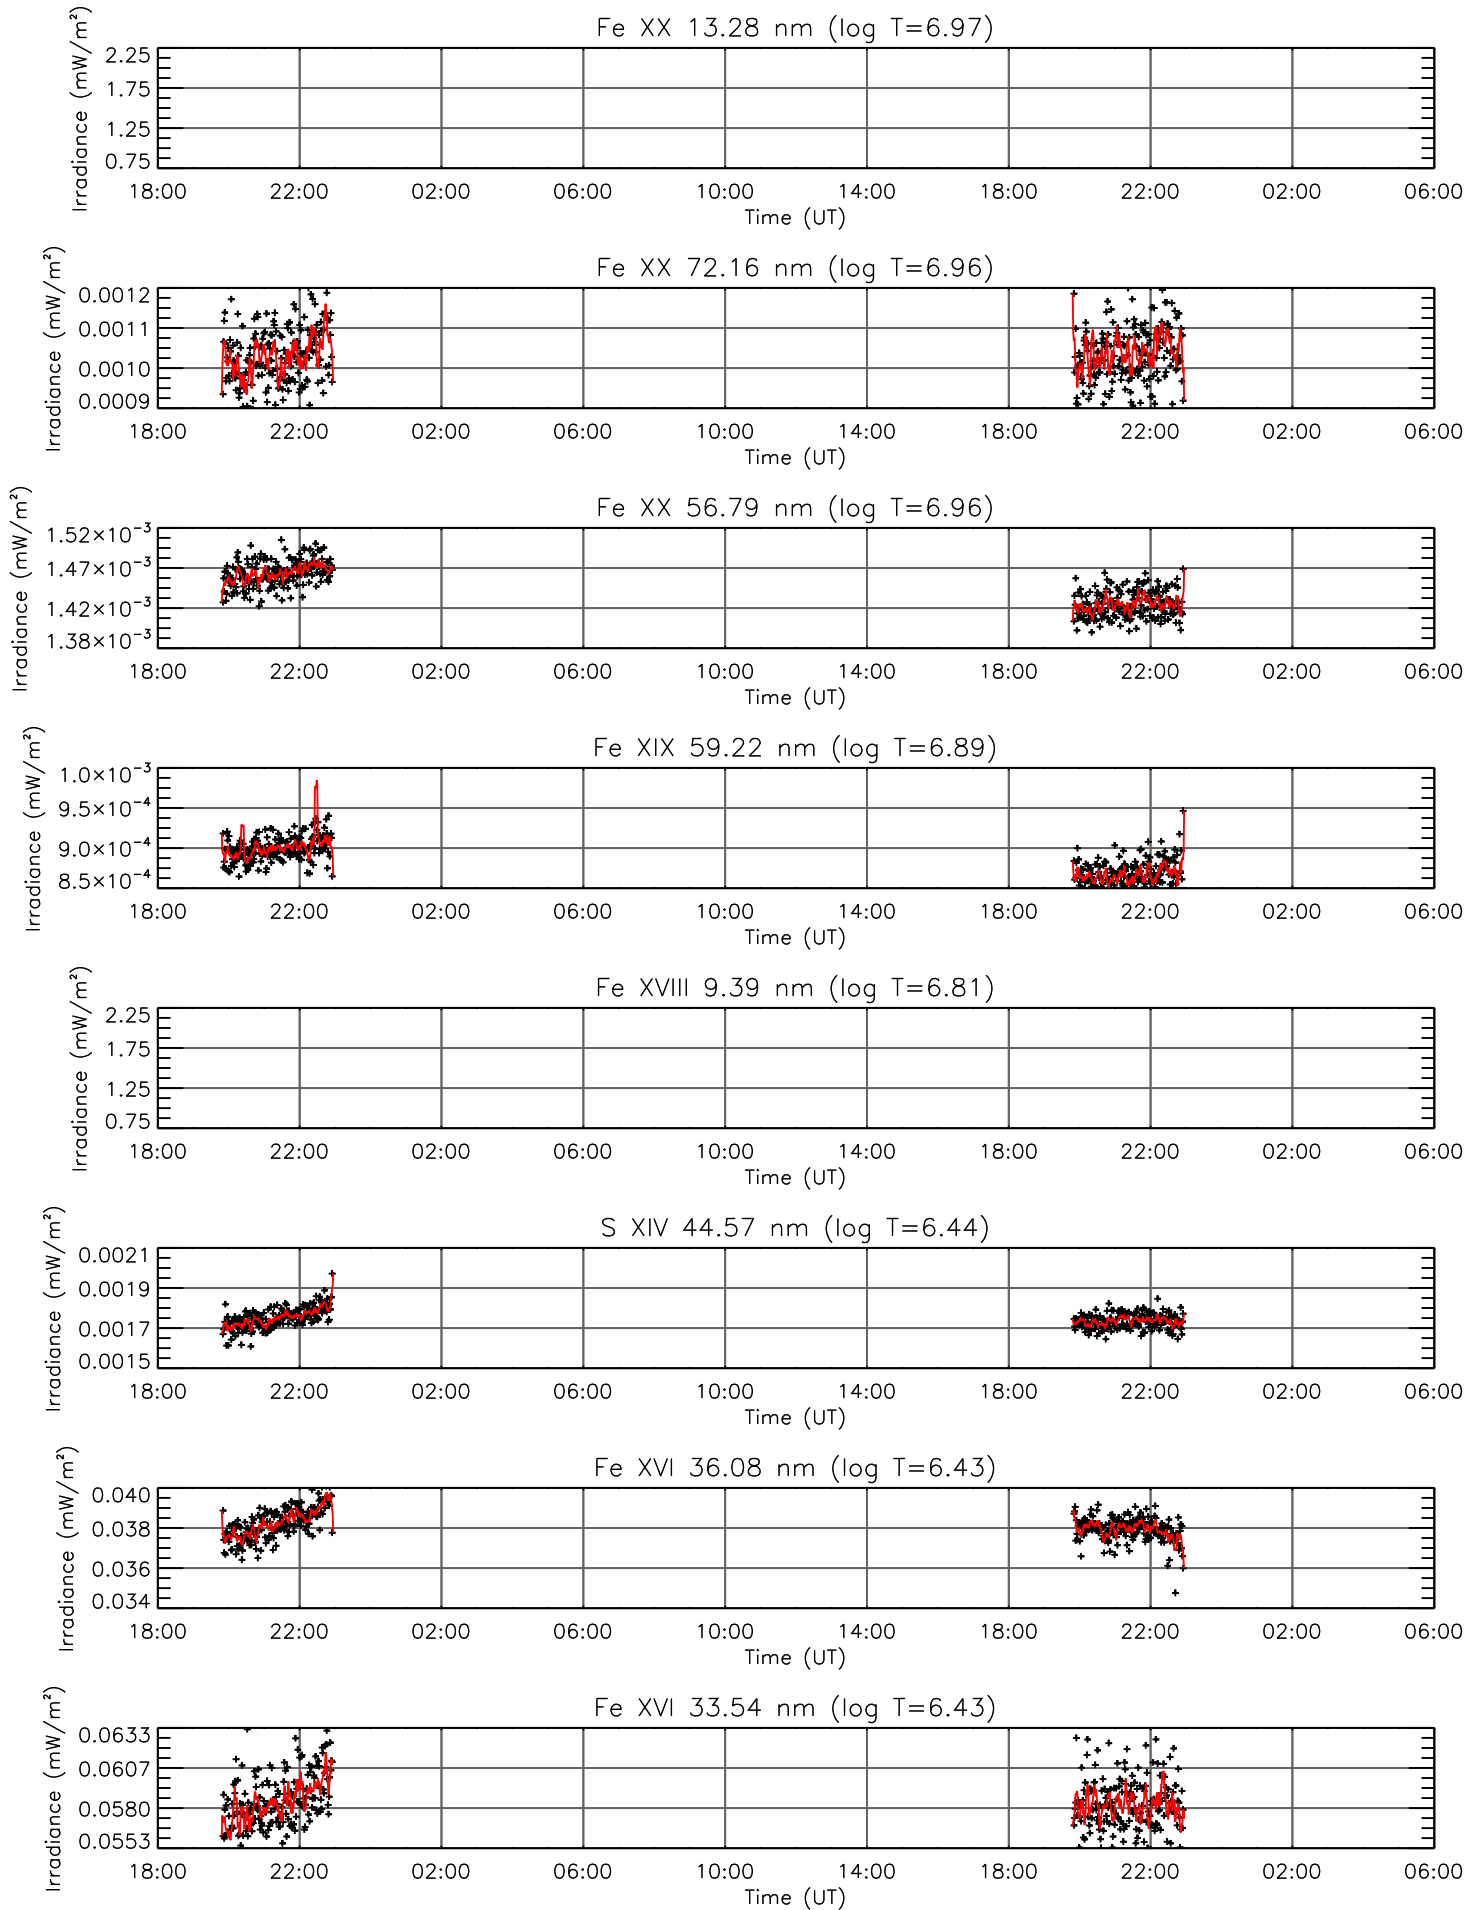 Fe XX 13.28 nm (log T=6.97)
Irradiance (mW/m²)
2.25
1.75
1.25
0.75
18:00 22:00 02:00 06:00 10:00 14:00 18:00 22:00 02:00 06:00
Time (UT)
Fe XX 72.16 nm (log T=6.96)
Irradiance (mW/m²)
0.0012
0.0011
0.0010
0.0009
18:00 22:00 02:00 06:00 10:00 14:00 18:00 22:00 02:00 06:00
Time (UT)
Fe XX 56.79 nm (log T=6.96)
Irradiance (mW/m²)
1.52×10⁻³
1.47×10⁻³
1.42×10⁻³
1.38×10⁻³
18:00 22:00 02:00 06:00 10:00 14:00 18:00 22:00 02:00 06:00
Time (UT)
Fe XIX 59.22 nm (log T=6.89)
Irradiance (mW/m²)
1.0×10⁻³
9.5×10⁻⁴
9.0×10⁻⁴
8.5×10⁻⁴
18:00 22:00 02:00 06:00 10:00 14:00 18:00 22:00 02:00 06:00
Time (UT)
Fe XVIII 9.39 nm (log T=6.81)
Irradiance (mW/m²)
2.25
1.75
1.25
0.75
18:00 22:00 02:00 06:00 10:00 14:00 18:00 22:00 02:00 06:00
Time (UT)
S XIV 44.57 nm (log T=6.44)
Irradiance (mW/m²)
0.0021
0.0019
0.0017
0.0015
18:00 22:00 02:00 06:00 10:00 14:00 18:00 22:00 02:00 06:00
Time (UT)
Fe XVI 36.08 nm (log T=6.43)
Irradiance (mW/m²)
0.040
0.038
0.036
0.034
18:00 22:00 02:00 06:00 10:00 14:00 18:00 22:00 02:00 06:00
Time (UT)
Fe XVI 33.54 nm (log T=6.43)
Irradiance (mW/m²)
0.0633
0.0607
0.0580
0.0553
18:00 22:00 02:00 06:00 10:00 14:00 18:00 22:00 02:00 06:00
Time (UT)